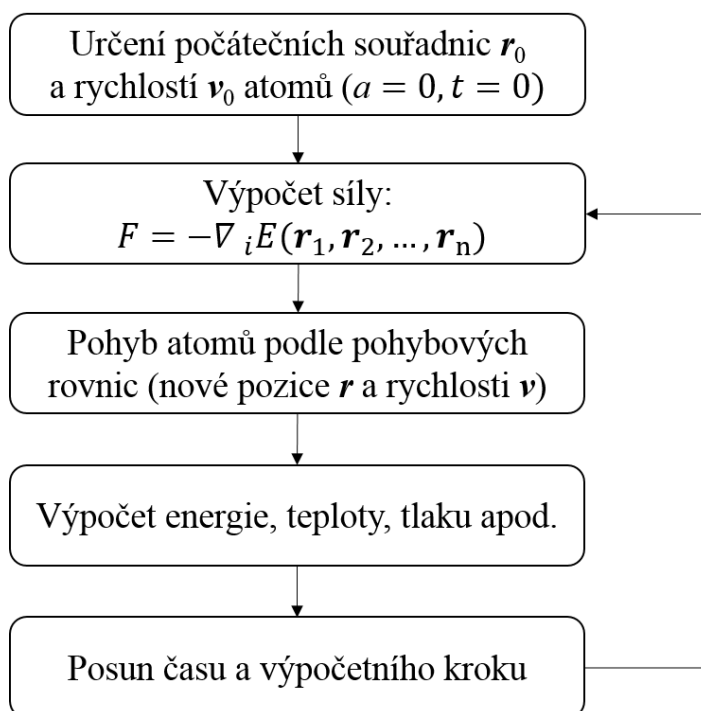 Určení počátečních souřadnic r₀
a rychlostí v₀ atomů (a = 0, t = 0)
Výpočet síly:
F = −∇ᵢE(r₁, r₂, …, rₙ)
Pohyb atomů podle pohybových
rovnic (nové pozice r a rychlosti v)
Výpočet energie, teploty, tlaku apod.
Posun času a výpočetního kroku